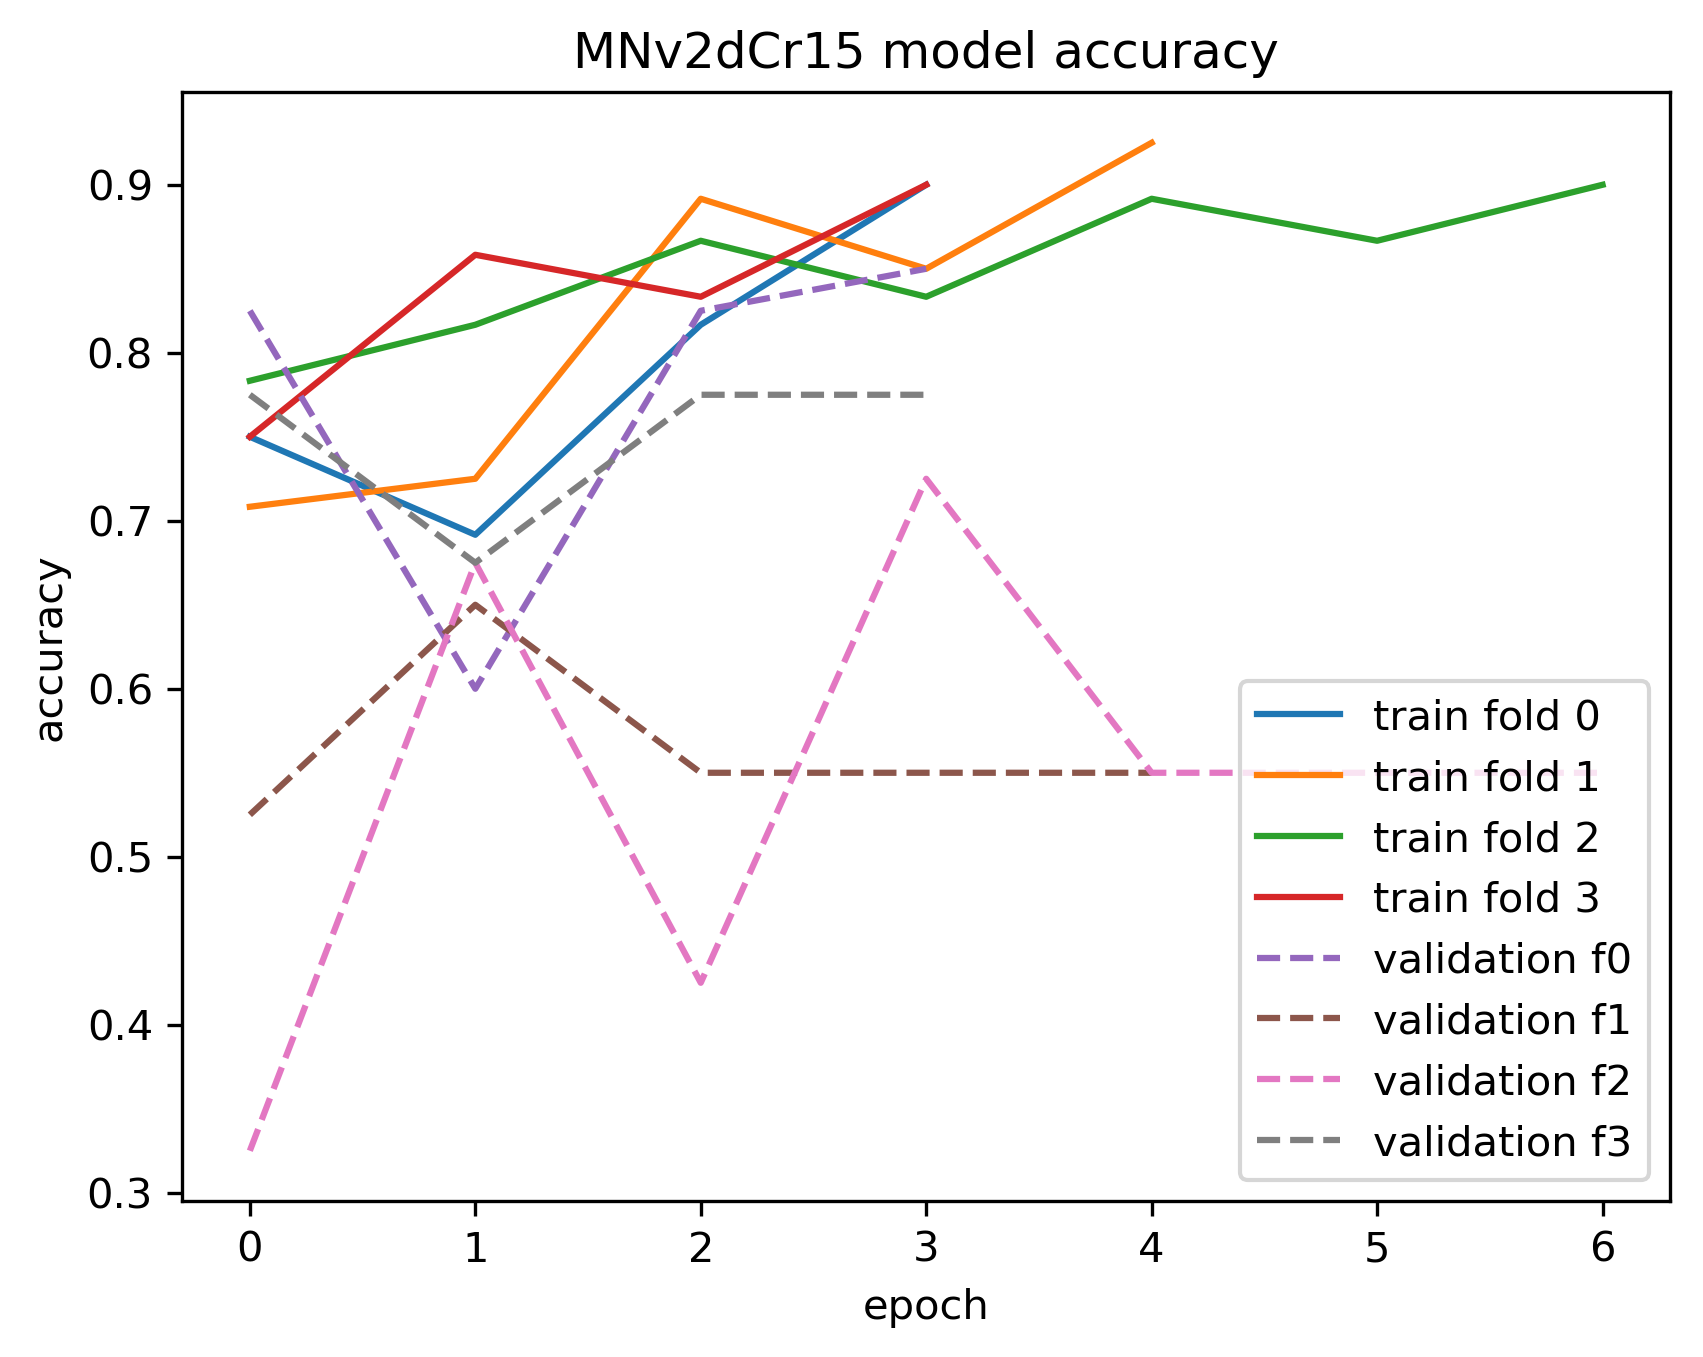 MNv2dCr15 model accuracy
accuracy
0.9
0.8
0.7
0.6
0.5
0.4
0.3
train fold 0
train fold 1
train fold 2
train fold 3
validation f0
validation f1
validation f2
validation f3
0 1 2 3 4 5 6
epoch